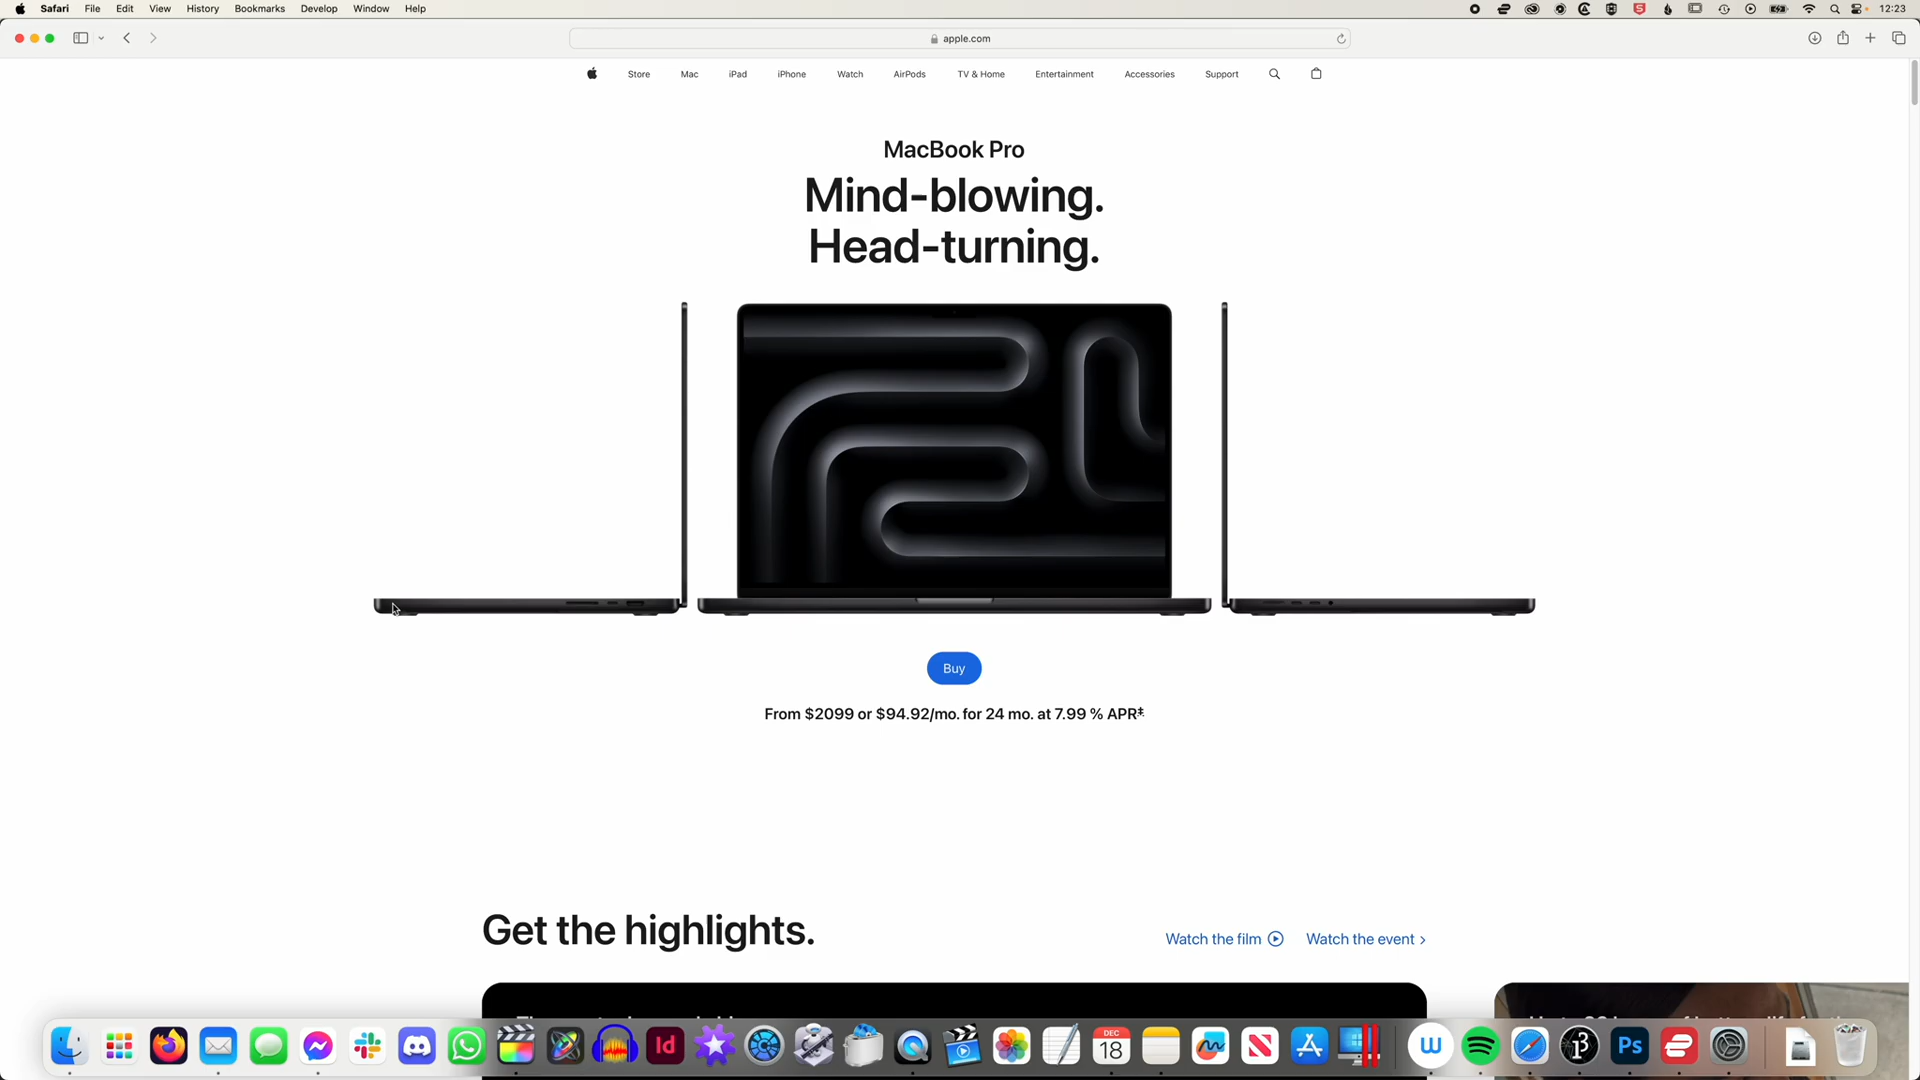 Safari File Edit View History Bookmarks Develop Window Help 12:23
apple.com
Store Mac iPad iPhone Watch AirPods TV & Home Entertainment Accessories Support
MacBook Pro
Mind-blowing.
Head-turning.
Buy
From $2099 or $94.92/mo. for 24 mo. at 7.99 % APR‡.
Get the highlights.
Watch the film
Watch the event
Id
DEC
18
W
Ps